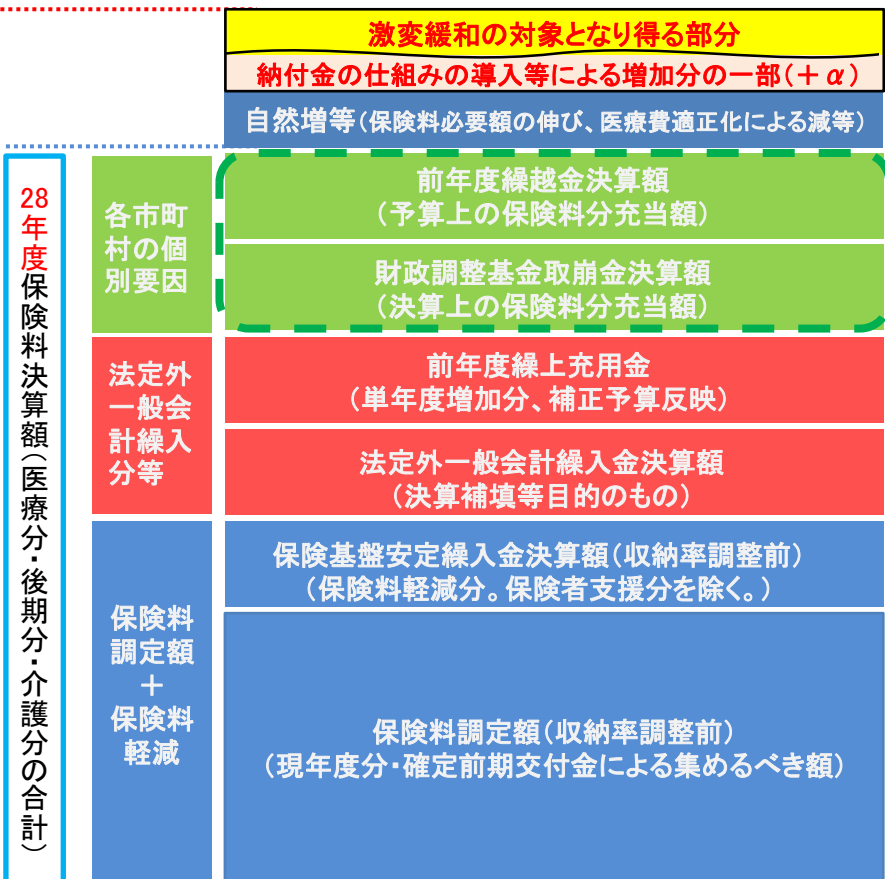 激変緩和の対象となり得る部分
納付金の仕組みの導入等による増加分の一部(+α)
自然増等(保険料必要額の伸び、医療費適正化による減等)
28年度保険料決算額(医療分・後期分・介護分の合計)
各市町
村の個
別要因
前年度繰越金決算額
(予算上の保険料分充当額)
財政調整基金取崩金決算額
(決算上の保険料分充当額)
法定外
一般会
計繰入
分等
前年度繰上充用金
(単年度増加分、補正予算反映)
法定外一般会計繰入金決算額
(決算補填等目的のもの)
保険料
調定額
+
保険料
軽減
保険基盤安定繰入金決算額(収納率調整前)
(保険料軽減分。保険者支援分を除く。)
保険料調定額(収納率調整前)
(現年度分・確定前期交付金による集めるべき額)